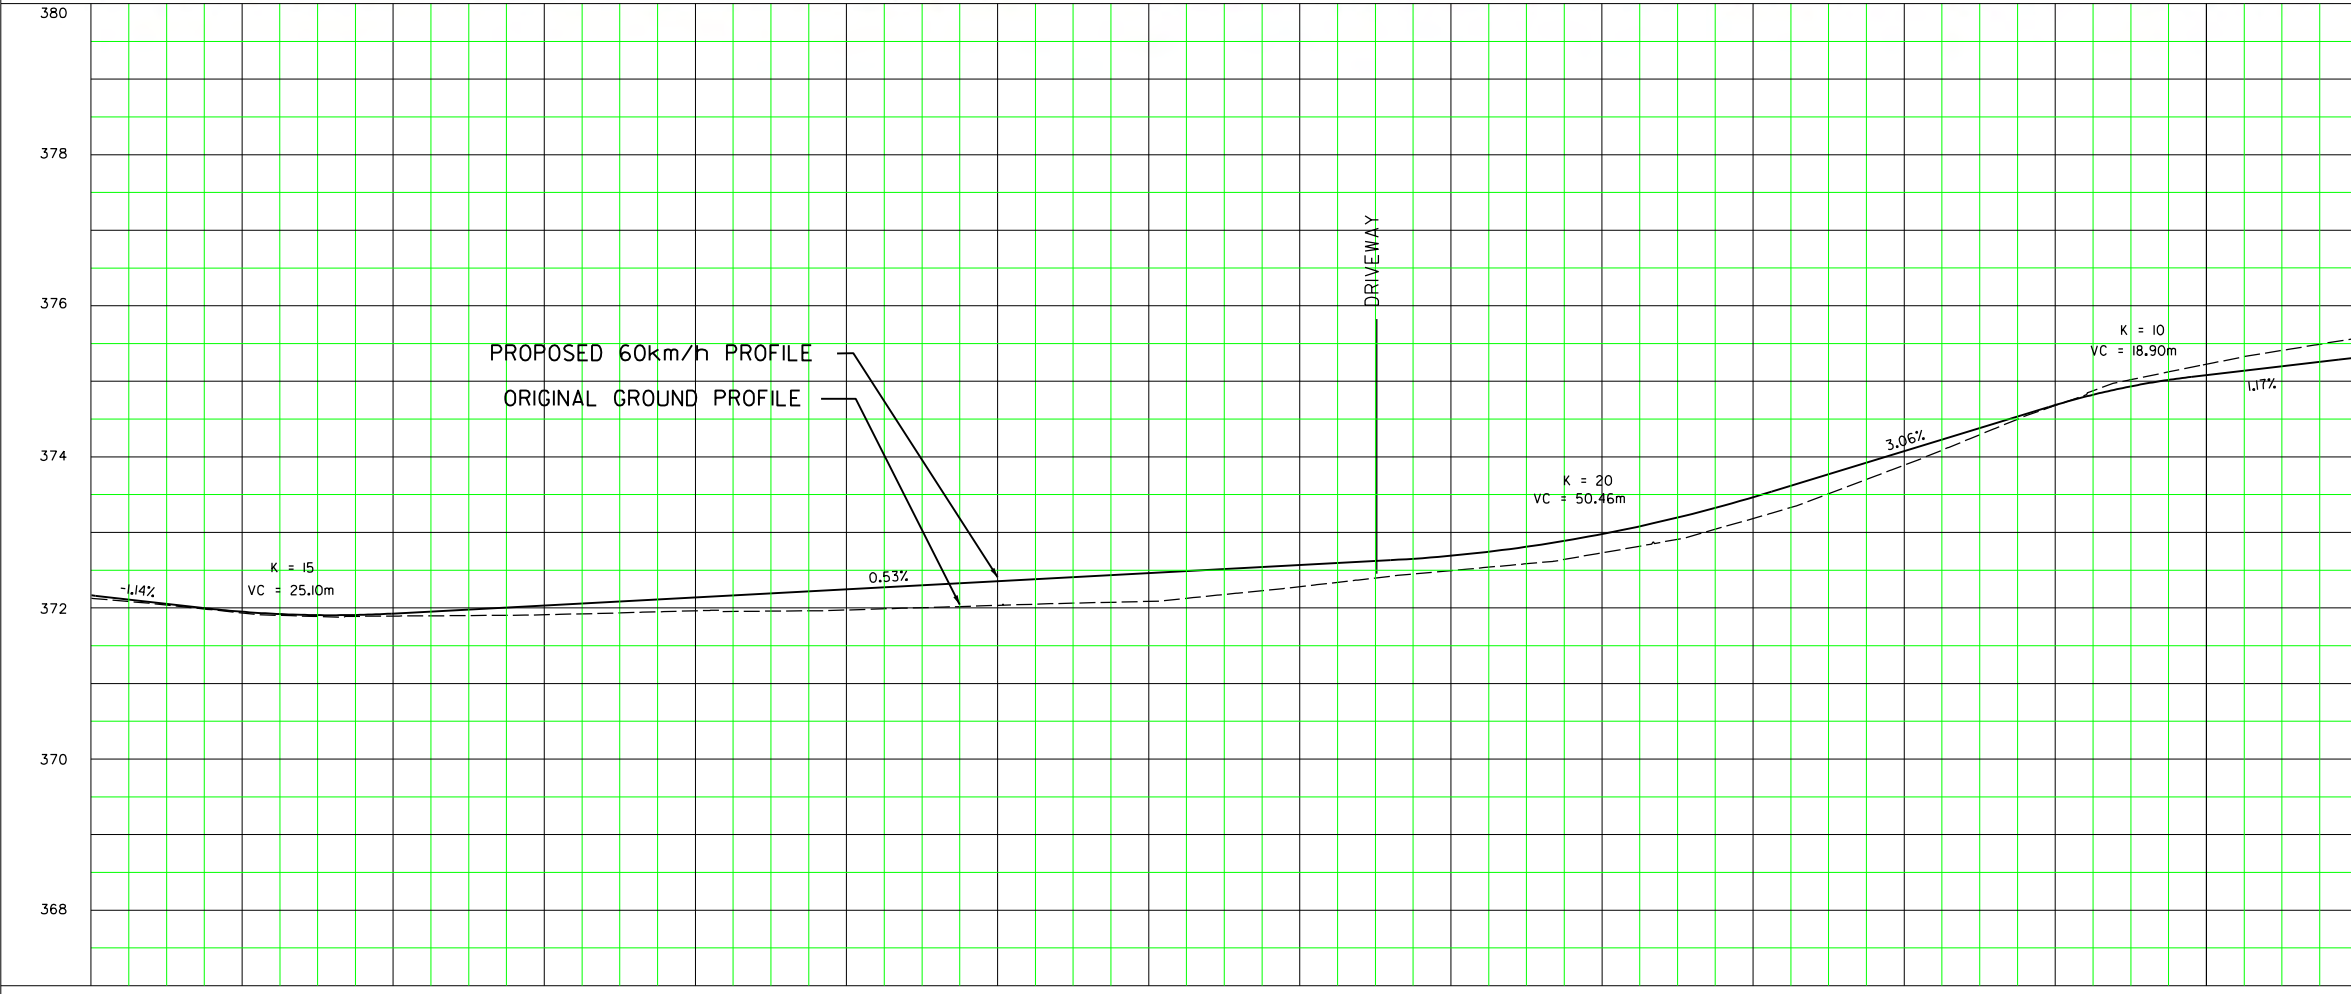 380
378
376
374
372
370
368
DRIVEWAY
PROPOSED 60km/h PROFILE
ORIGINAL GROUND PROFILE
K = 10
VC = 18.90m
1.17%
3.06%
K = 20
VC = 50.46m
0.53%
K = 15
VC = 25.10m
-1.14%